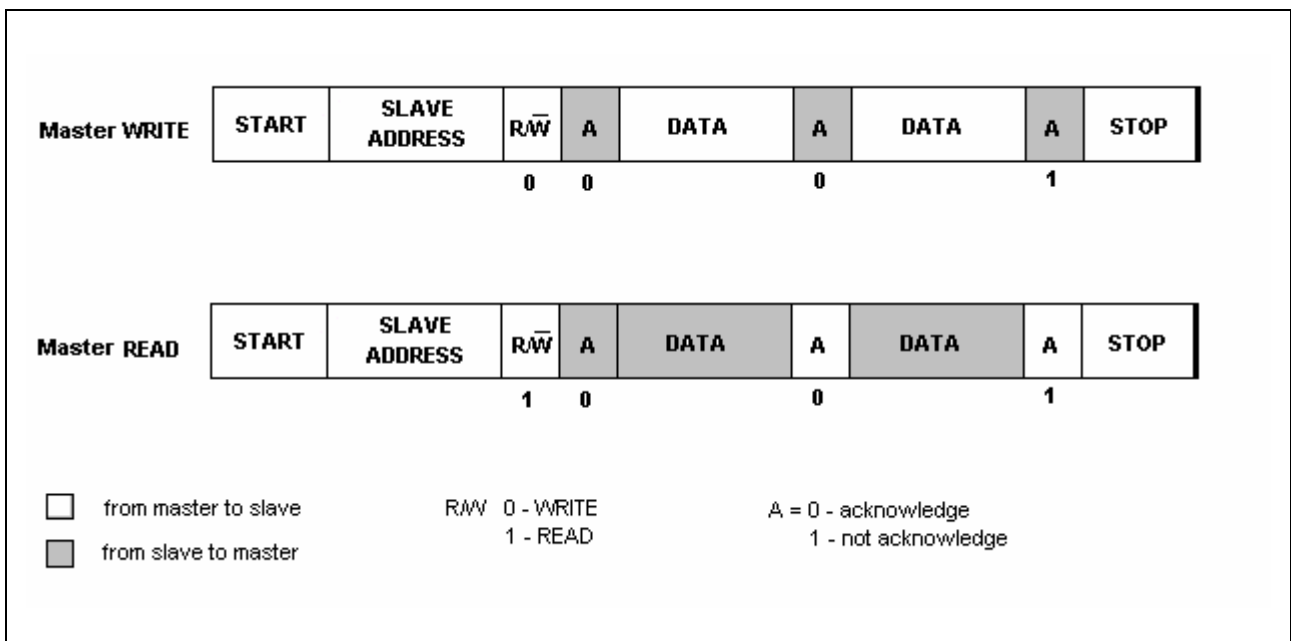 Master WRITE START SLAVE ADDRESS R/W̅ A DATA A DATA A STOP
0 0 0 1
Master READ START SLAVE ADDRESS R/W̅ A DATA A DATA A STOP
1 0 0 1
from master to slave R/W 0 - WRITE A = 0 - acknowledge
1 - READ 1 - not acknowledge
from slave to master